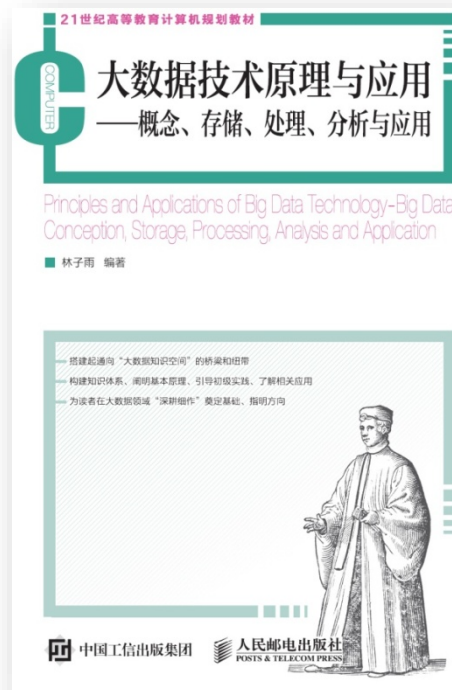 21世纪高等教育计算机规划教材
COMPUTER
大数据技术原理与应用
——概念、存储、处理、分析与应用
Principles and Applications of Big Data Technology-Big Data
Conception, Storage, Processing, Analysis and Application
林子雨 编著
搭建起通向“大数据知识空间”的桥梁和纽带
构建知识体系、阐明基本原理、引导初级实践、了解相关应用
为读者在大数据领域“深耕细作”奠定基础、指明方向
中国工信出版集团
人民邮电出版社
POSTS & TELECOM PRESS